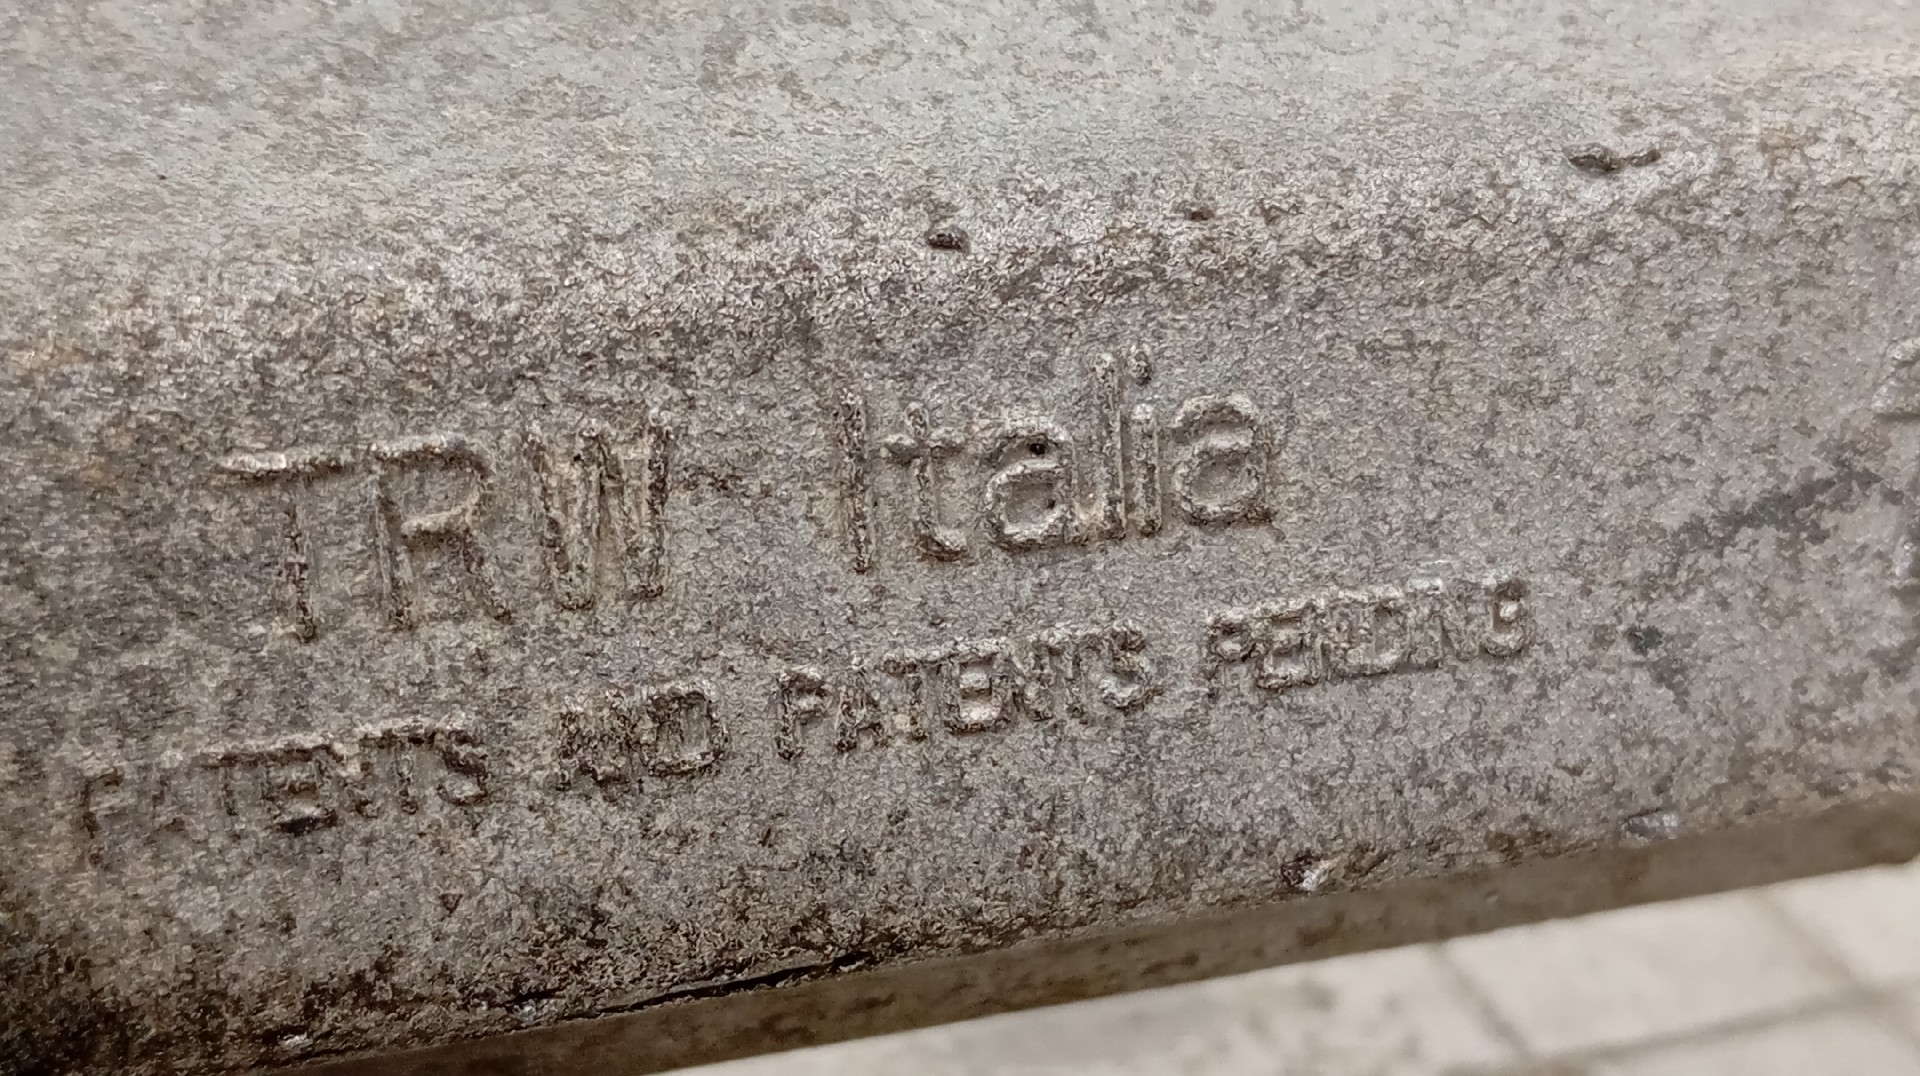 TRW Italia
PATENTS AND PATENTS PENDING